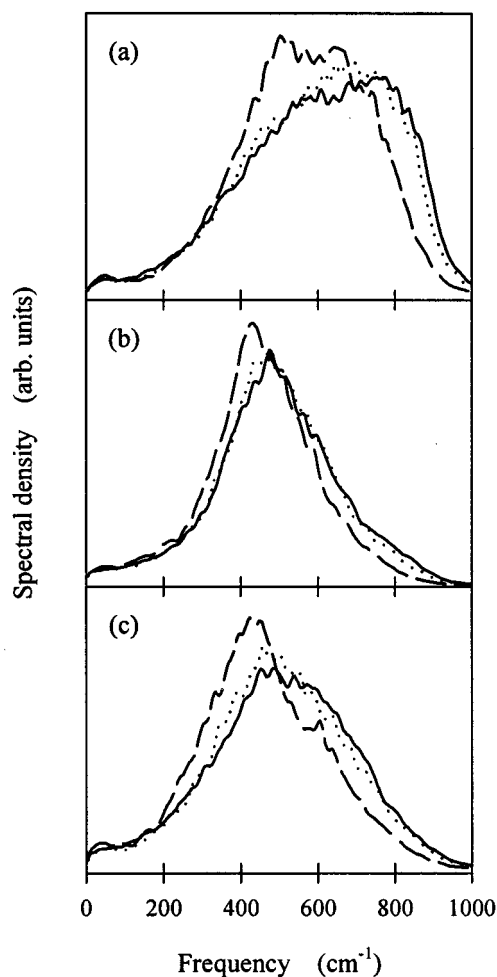 (a)
(b)
(c)
Spectral density (arb. units)
0 200 400 600 800 1000
Frequency (cm⁻¹)